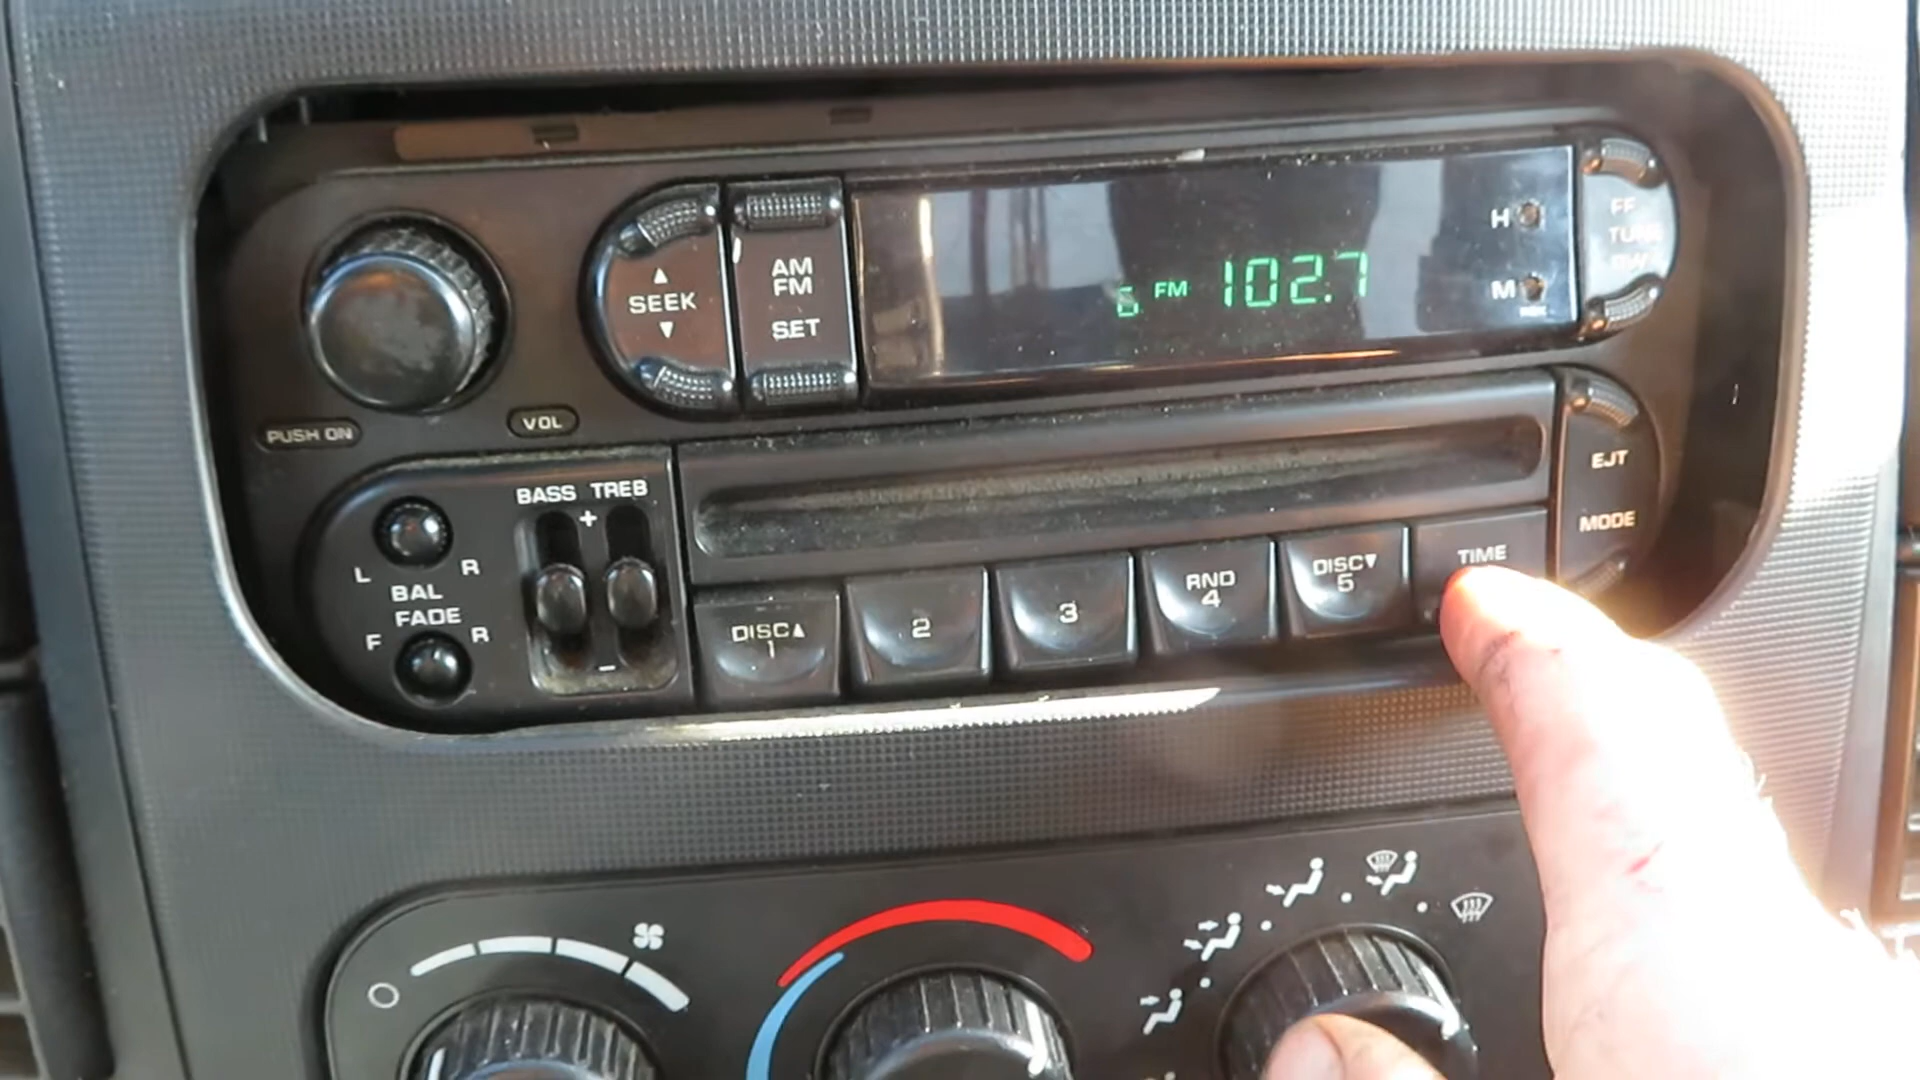 SEEK
AM
FM
SET
6 FM 102.7
H
M
FF
TUNE
RW
PUSH ON
VOL
BASS TREB
+
-
L R
BAL
FADE
F R
EJT
MODE
DISC▲
1
2
3
RND
4
DISC▼
5
TIME